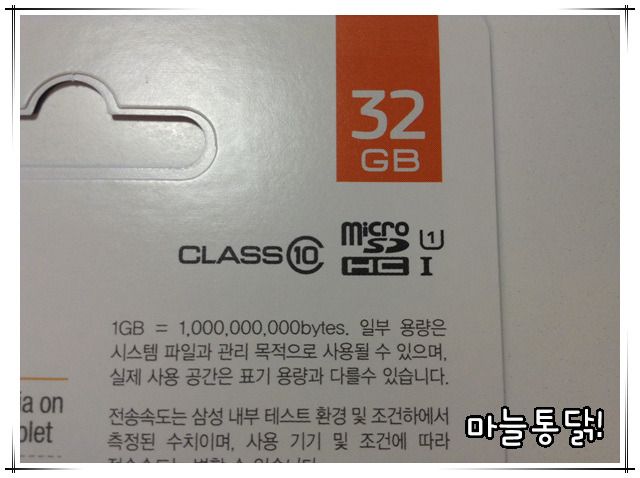 32
GB
CLASS 10
micro
SD
HC I
1
1GB = 1,000,000,000bytes. 일부 용량은
시스템 파일과 관리 목적으로 사용될 수 있으며,
실제 사용 공간은 표기 용량과 다를수 있습니다.
a on
olet
전송속도는 삼성 내부 테스트 환경 및 조건하에서
측정된 수치이며, 사용 기기 및 조건에 따라
마늘통닭!